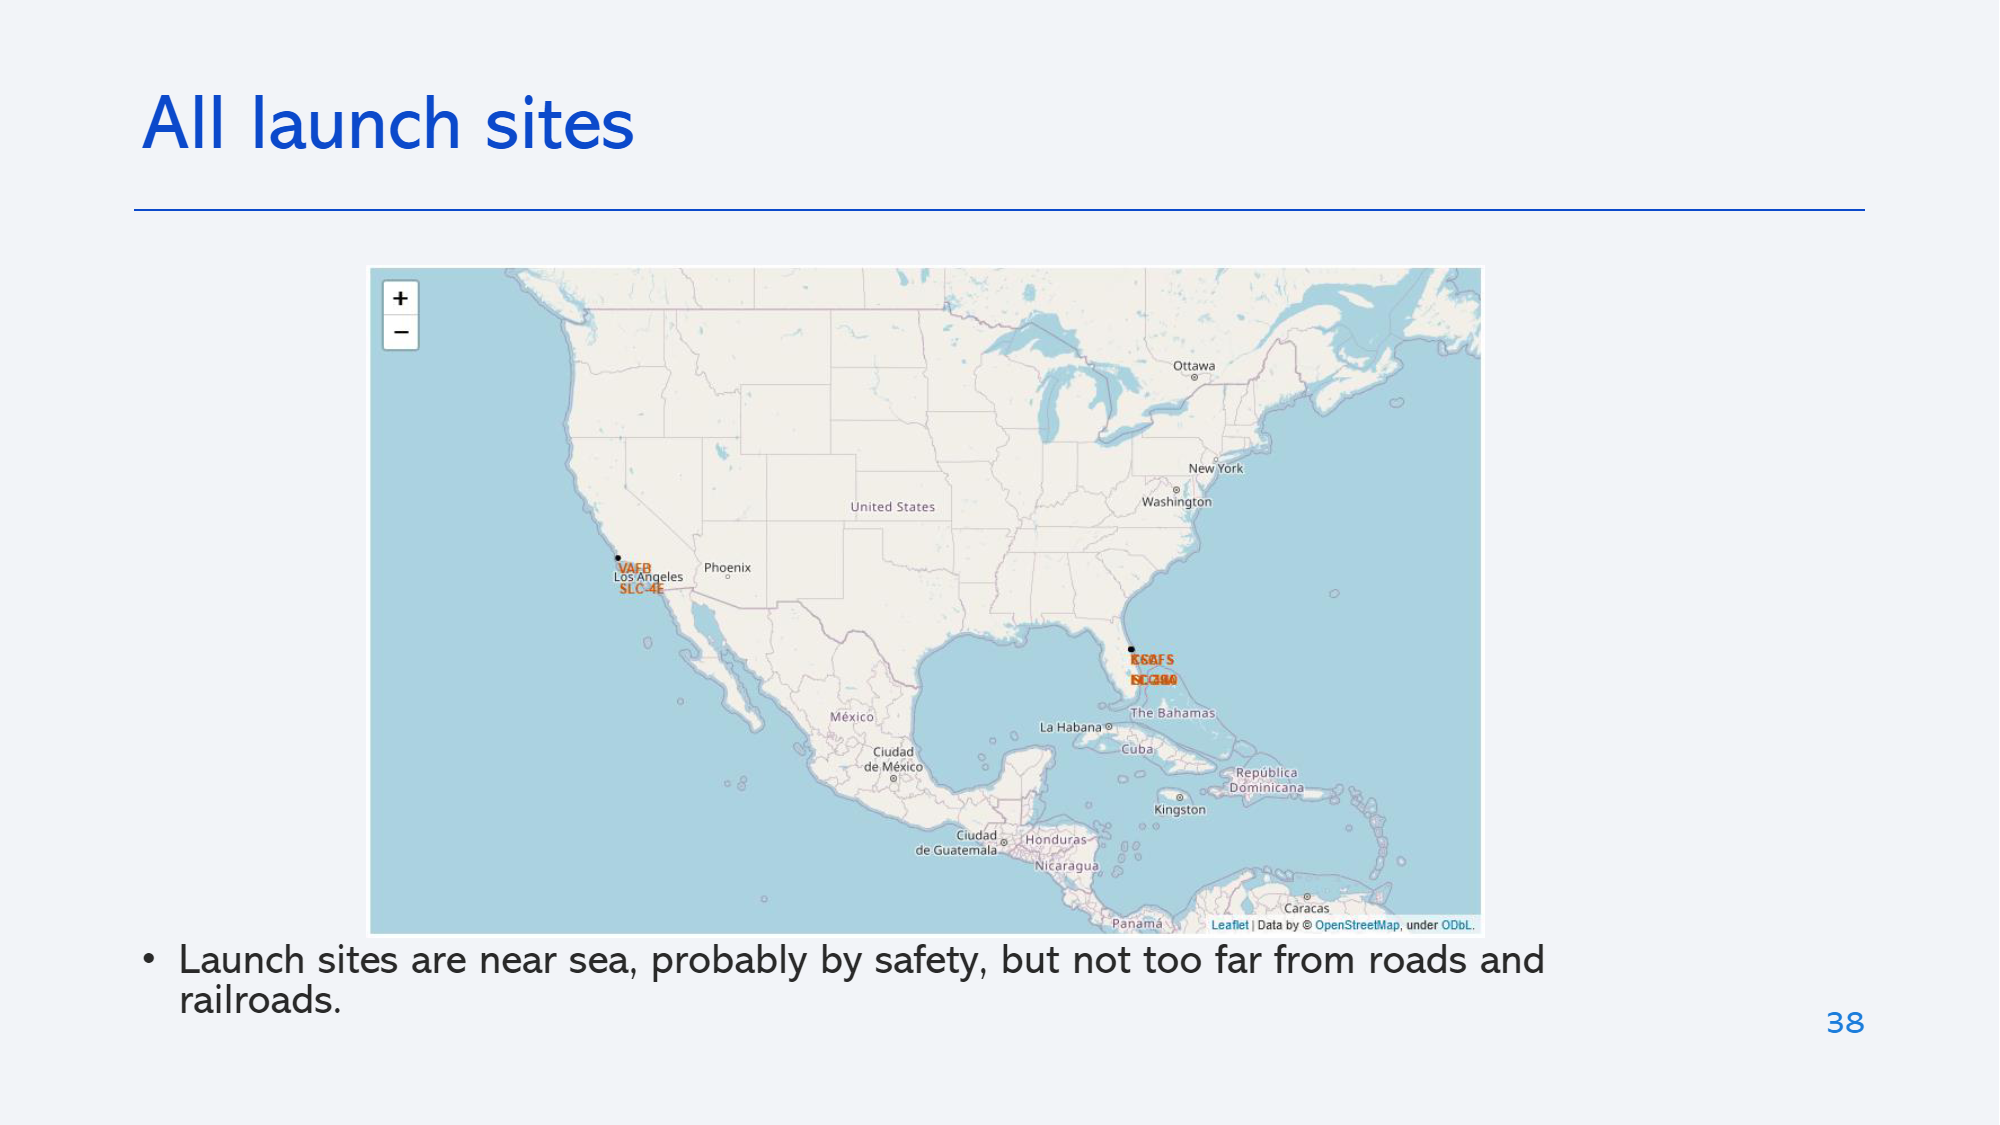 All launch sites
+
−
Ottawa
New York
Washington
United States
VAFB
Los Angeles
SLC-4E
Phoenix
México
The Bahamas
La Habana
Cuba
Ciudad
de México
República
Dominicana
Kingston
Ciudad
de Guatemala
Honduras
Nicaragua
Caracas
Panamá
Leaflet | Data by © OpenStreetMap, under ODbL.
• Launch sites are near sea, probably by safety, but not too far from roads and
railroads.
38